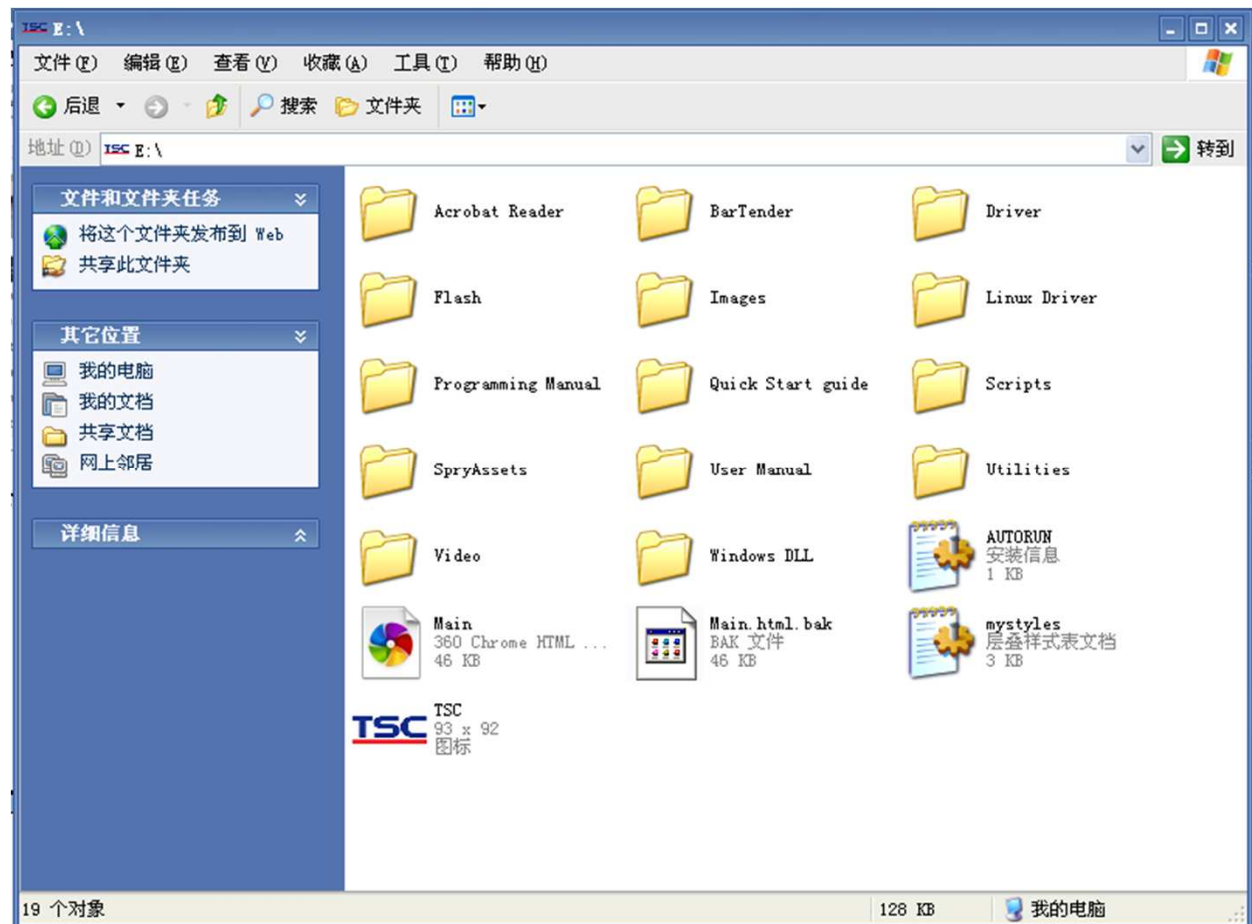 TSC E:\
文件(F) 编辑(E) 查看(V) 收藏(A) 工具(T) 帮助(H)
后退 搜索 文件夹
地址(D) TSC E:\ 转到
文件和文件夹任务
将这个文件夹发布到 Web
共享此文件夹
其它位置
我的电脑
我的文档
共享文档
网上邻居
详细信息
Acrobat Reader
BarTender
Driver
Flash
Images
Linux Driver
Programming Manual
Quick Start guide
Scripts
SpryAssets
User Manual
Utilities
Video
Windows DLL
AUTORUN
安装信息
1 KB
Main
360 Chrome HTML ...
46 KB
Main.html.bak
BAK 文件
46 KB
mystyles
层叠样式表文档
3 KB
TSC
TSC
93 x 92
图标
19 个对象
128 KB
我的电脑